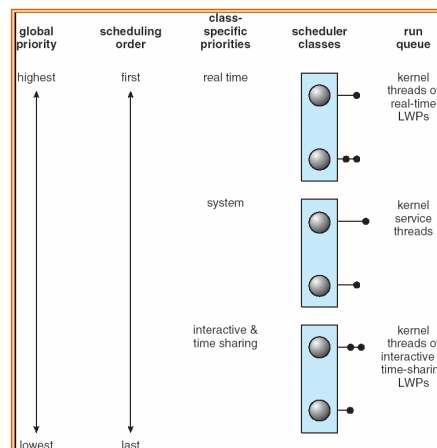 class-
global scheduling specific scheduler run
priority order priorities classes queue
highest first real time kernel
threads o
real-time
LWPs
system kernel
service
threads
interactive & kernel
time sharing threads o
interactive
time-sharin
LWPs
lowest last